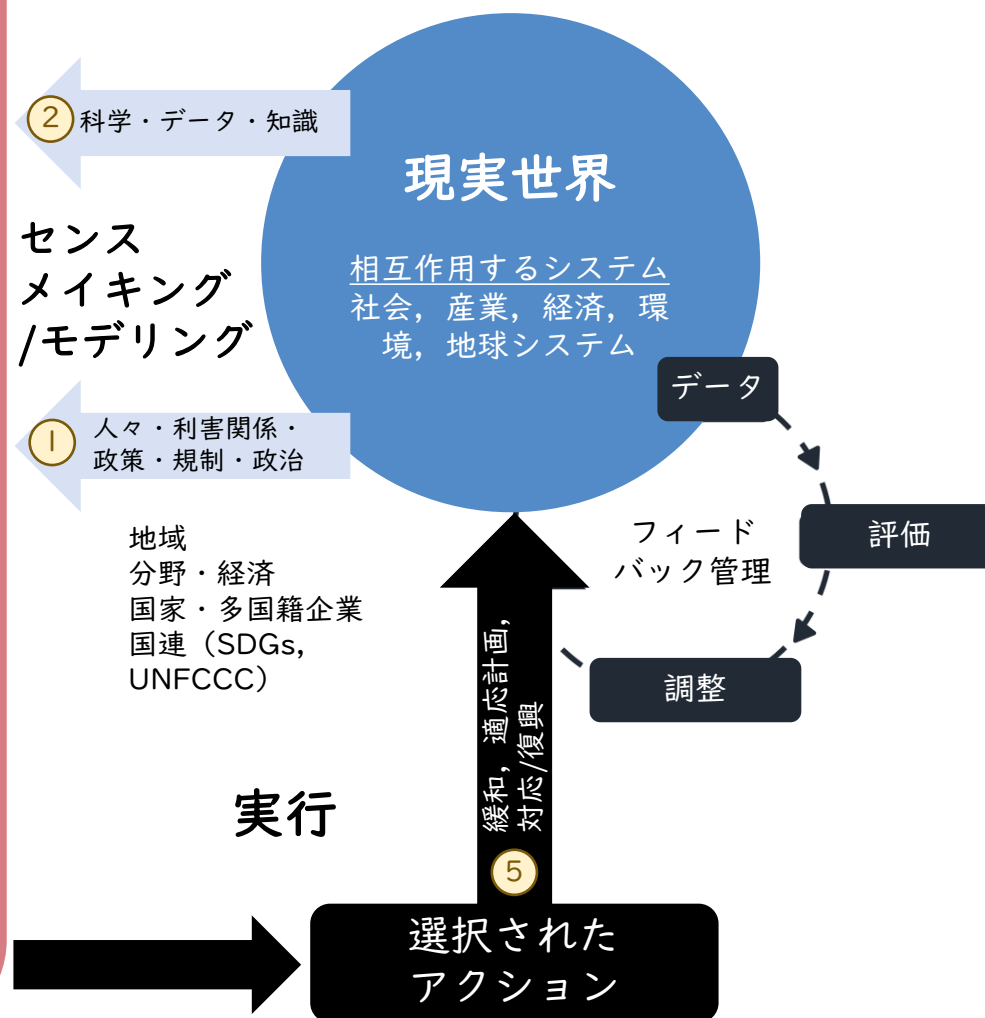 ② 科学・データ・知識
現実世界
センス
メイキング
/モデリング
相互作用するシステム
社会，産業，経済，環
境，地球システム
データ
① 人々・利害関係・
政策・規制・政治
地域
分野・経済
国家・多国籍企業
国連（SDGs,
UNFCCC）
フィード
バック管理
評価
調整
緩和，適応計画，
対応/復興
実行
⑤
選択された
アクション